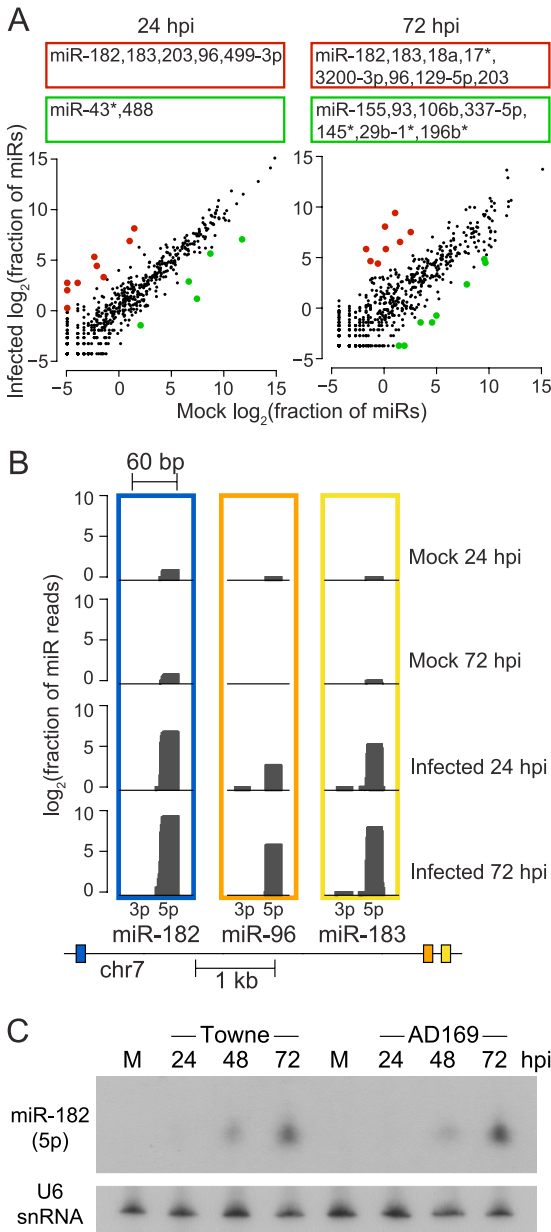 A
24 hpi
72 hpi
miR-182,183,203,96,499-3p
miR-182,183,18a,17*,
3200-3p,96,129-5p,203
miR-43*,488
miR-155,93,106b,337-5p,
145*,29b-1*,196b*
Infected log2(fraction of miRs)
15
10
5
0
−5
−5 0 5 10 15
15
10
5
0
−5
−5 0 5 10 15
Mock log2(fraction of miRs)
B
60 bp
log2(fraction of miR reads)
10
5
0
Mock 24 hpi
10
5
0
Mock 72 hpi
10
5
0
Infected 24 hpi
10
5
0
Infected 72 hpi
3p 5p 3p 5p 3p 5p
miR-182 miR-96 miR-183
chr7
1 kb
C
Towne AD169
M 24 48 72 M 24 48 72 hpi
miR-182
(5p)
U6
snRNA